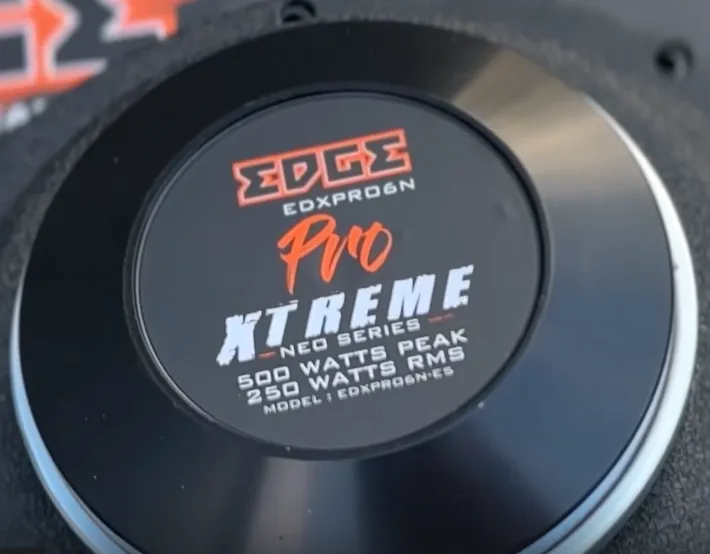 EDGE
EDXPRO6N
Pro
XTREME
NEO SERIES
500 WATTS PEAK
250 WATTS RMS
MODEL : EDXPRO6N-E5